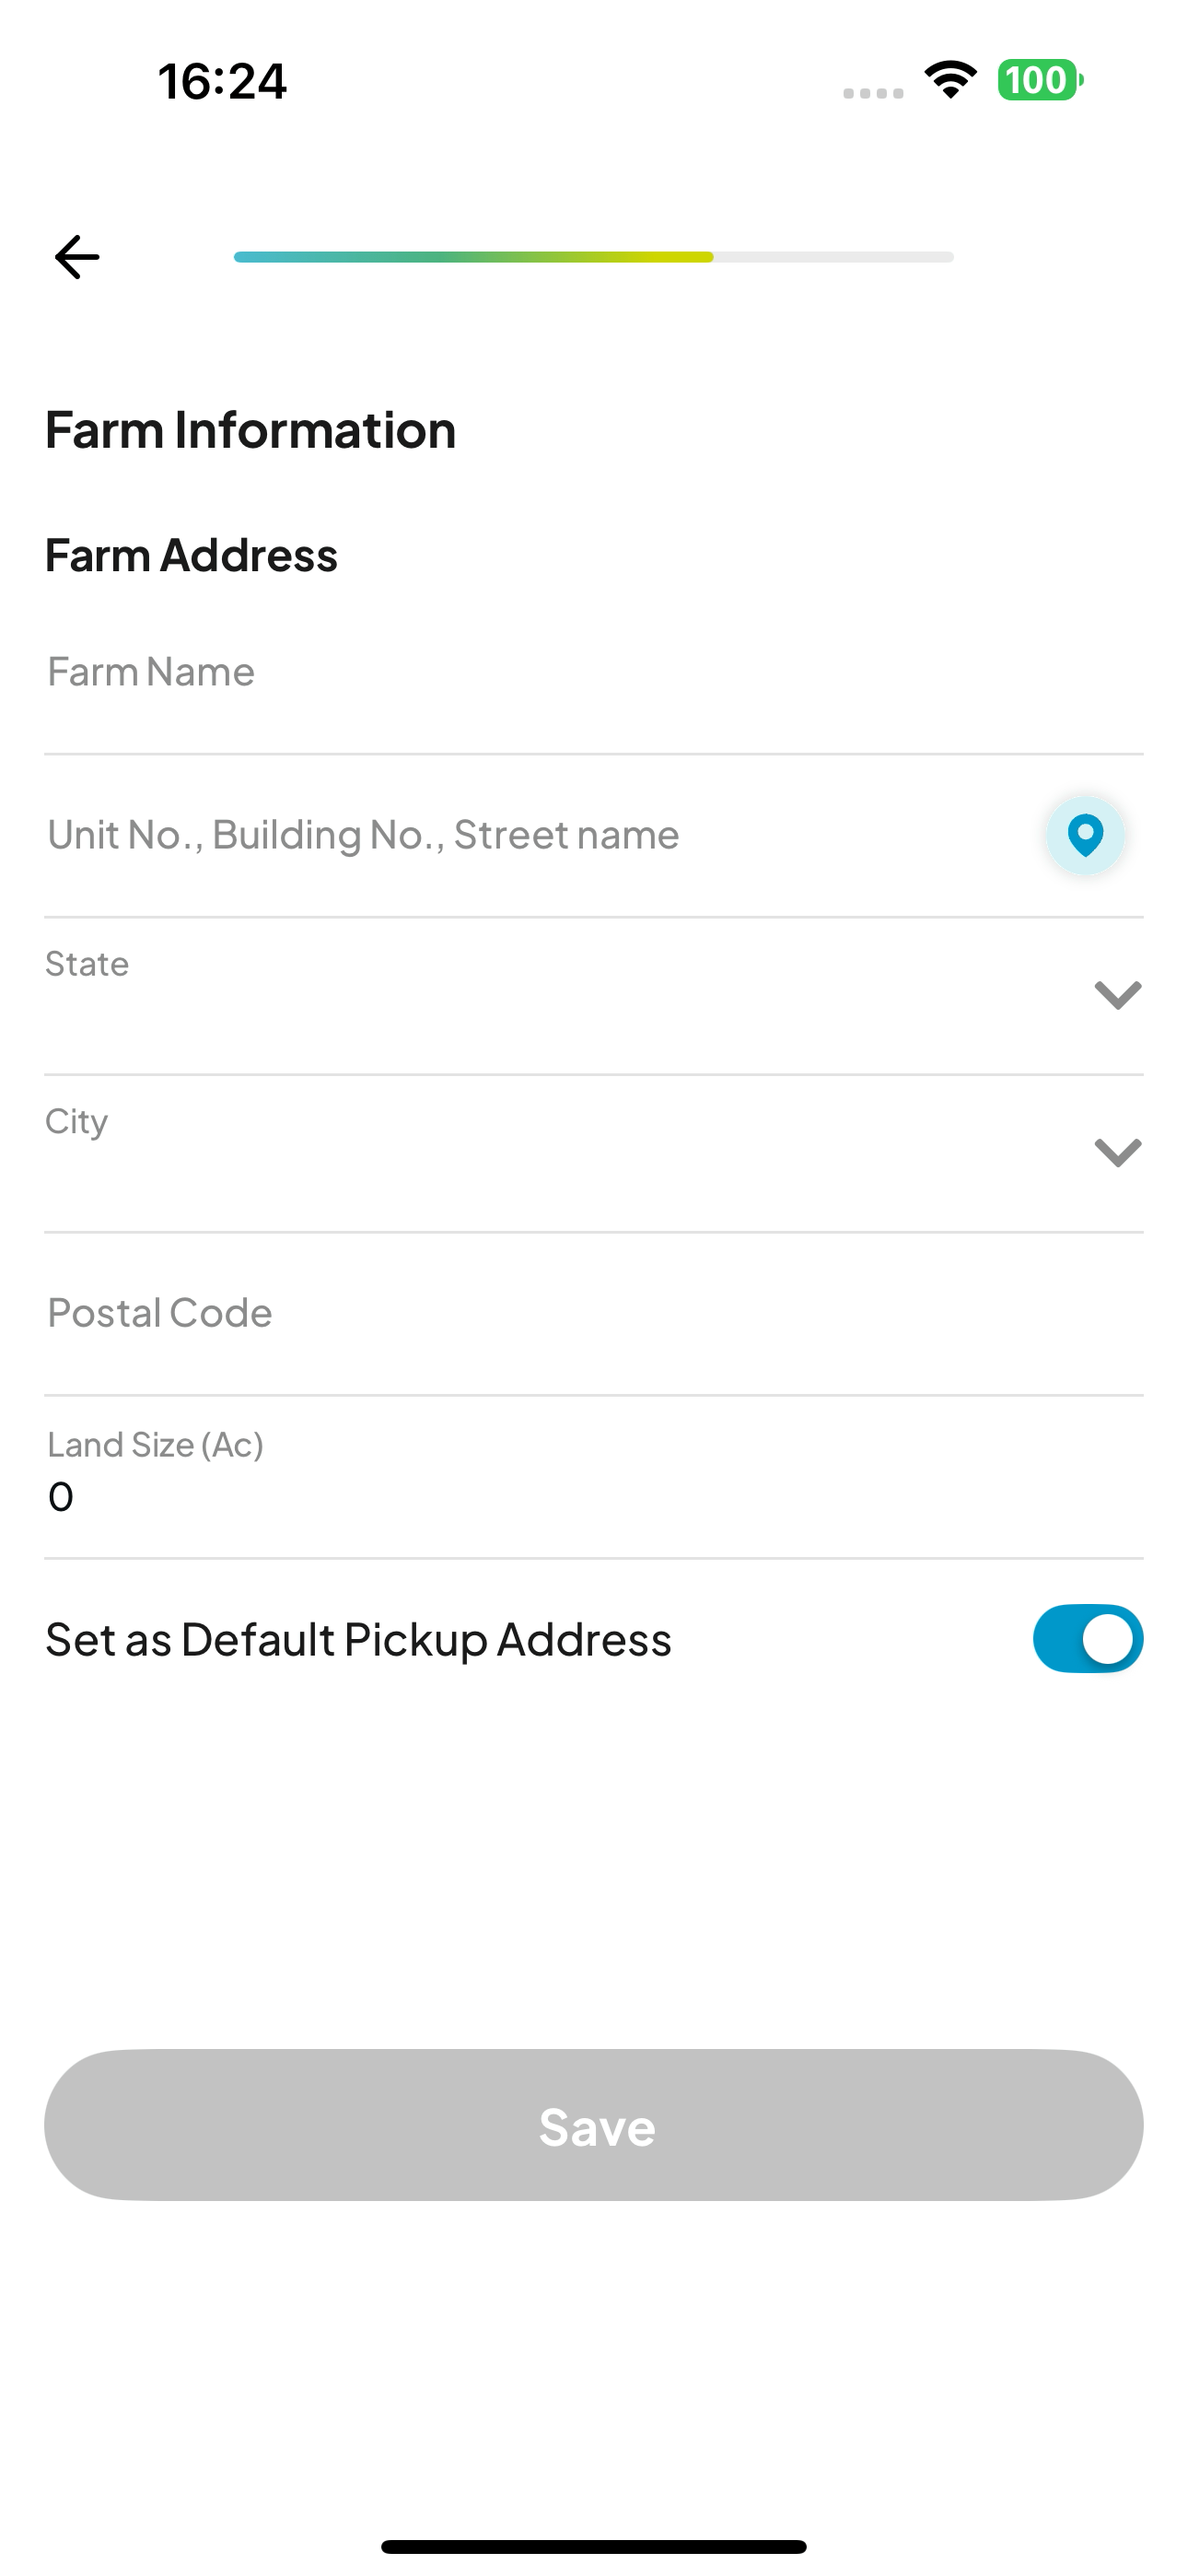 16:24
100
Farm Information
Farm Address
Farm Name
Unit No., Building No., Street name
State
City
Postal Code
Land Size (Ac)
0
Set as Default Pickup Address
Save